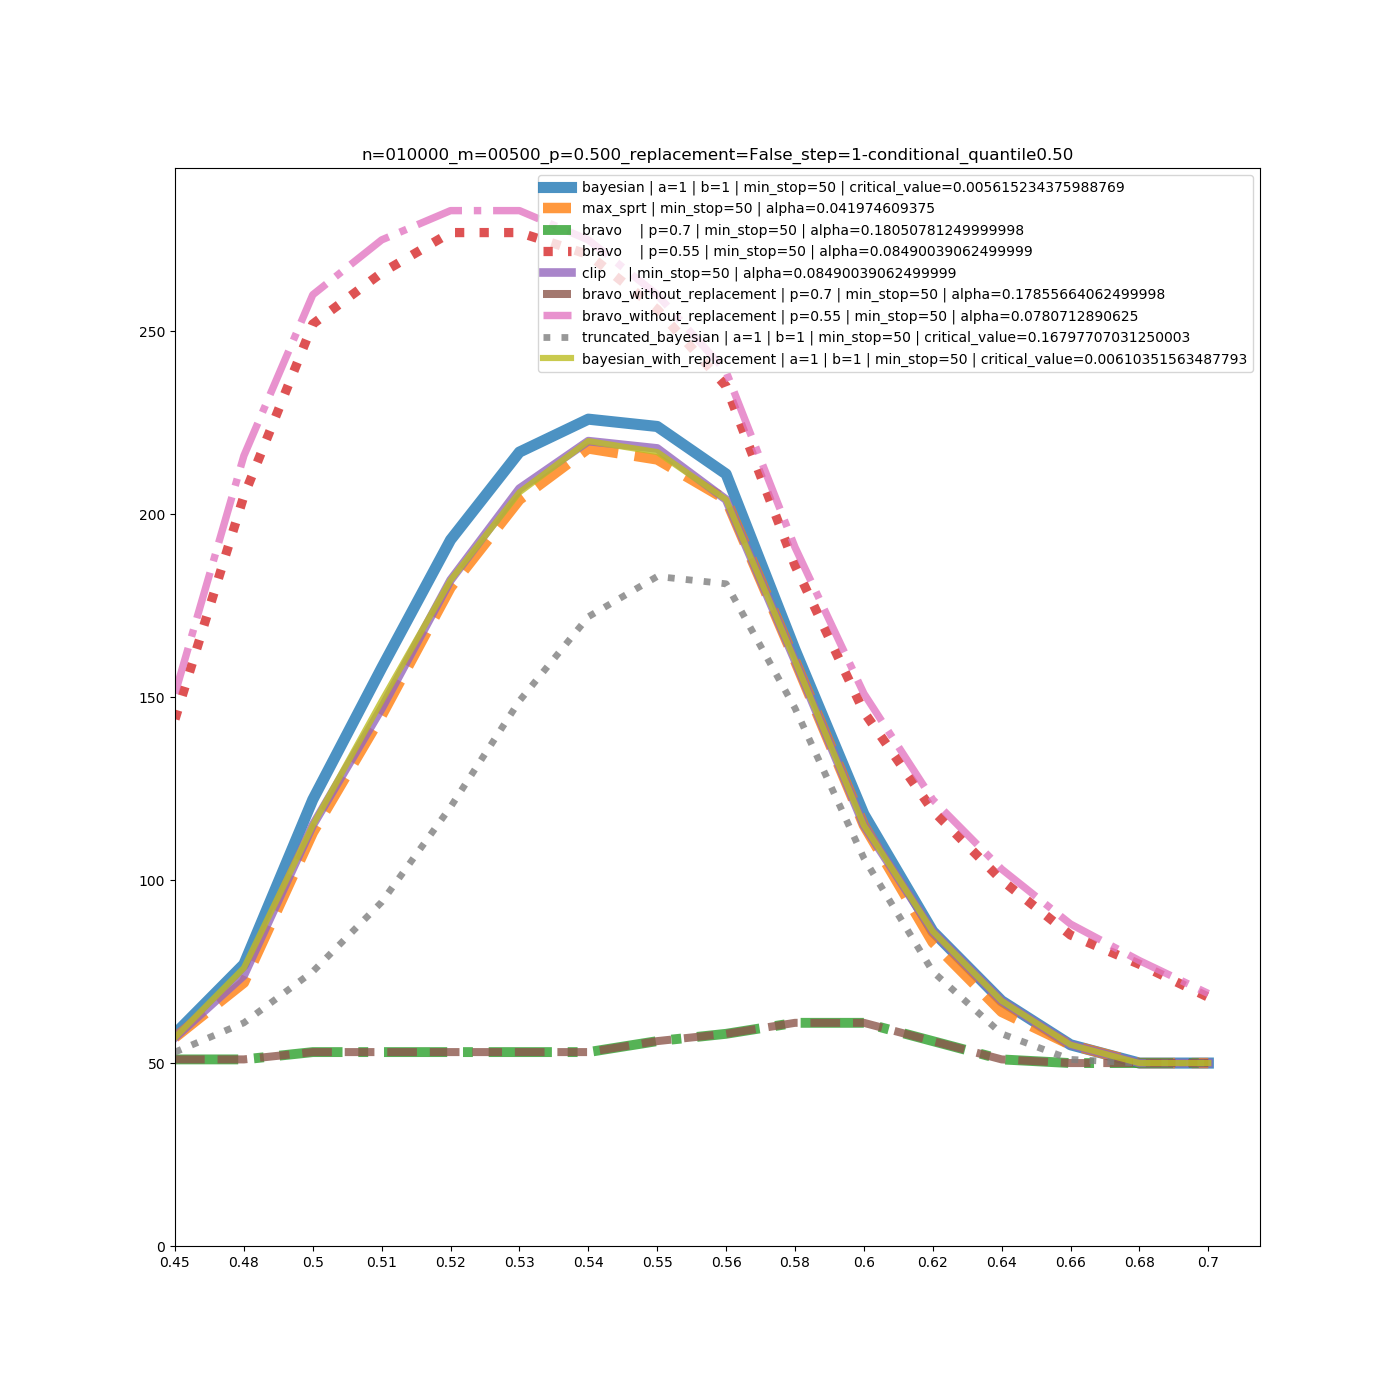 n=010000_m=00500_p=0.500_replacement=False_step=1-conditional_quantile0.50
bayesian | a=1 | b=1 | min_stop=50 | critical_value=0.005615234375988769
max_sprt | min_stop=50 | alpha=0.041974609375
bravo | p=0.7 | min_stop=50 | alpha=0.18050781249999998
bravo | p=0.55 | min_stop=50 | alpha=0.08490039062499999
clip | min_stop=50 | alpha=0.08490039062499999
bravo_without_replacement | p=0.7 | min_stop=50 | alpha=0.17855664062499998
bravo_without_replacement | p=0.55 | min_stop=50 | alpha=0.0780712890625
truncated_bayesian | a=1 | b=1 | min_stop=50 | critical_value=0.16797707031250003
bayesian_with_replacement | a=1 | b=1 | min_stop=50 | critical_value=0.00610351563487793
250
200
150
100
50
0
0.45 0.48 0.5 0.51 0.52 0.53 0.54 0.55 0.56 0.58 0.6 0.62 0.64 0.66 0.68 0.7